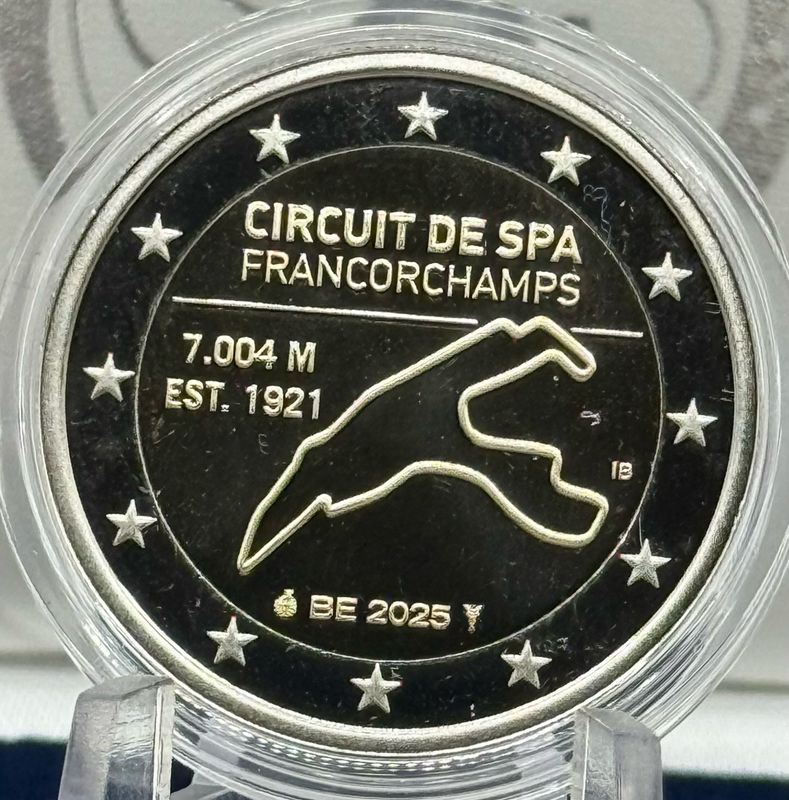 CIRCUIT DE SPA
FRANCORCHAMPS
7.004 M
EST. 1921
IB
BE 2025